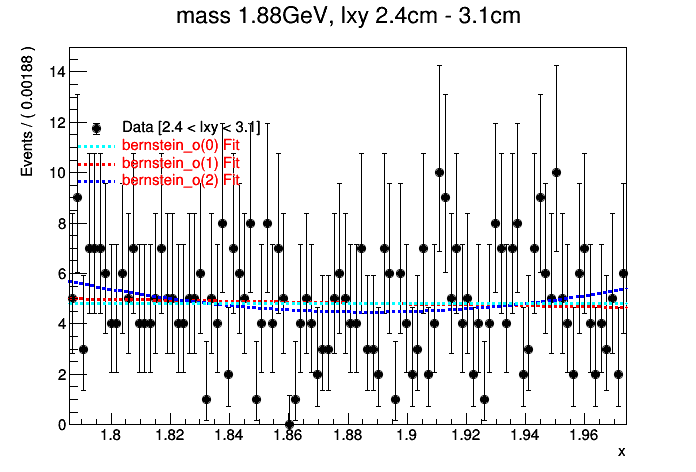 mass 1.88GeV, lxy 2.4cm - 3.1cm
Events / ( 0.00188 )
14
12
10
8
6
4
2
0
Data [2.4 < lxy < 3.1]
bernstein_o(0) Fit
bernstein_o(1) Fit
bernstein_o(2) Fit
1.8 1.82 1.84 1.86 1.88 1.9 1.92 1.94 1.96
x